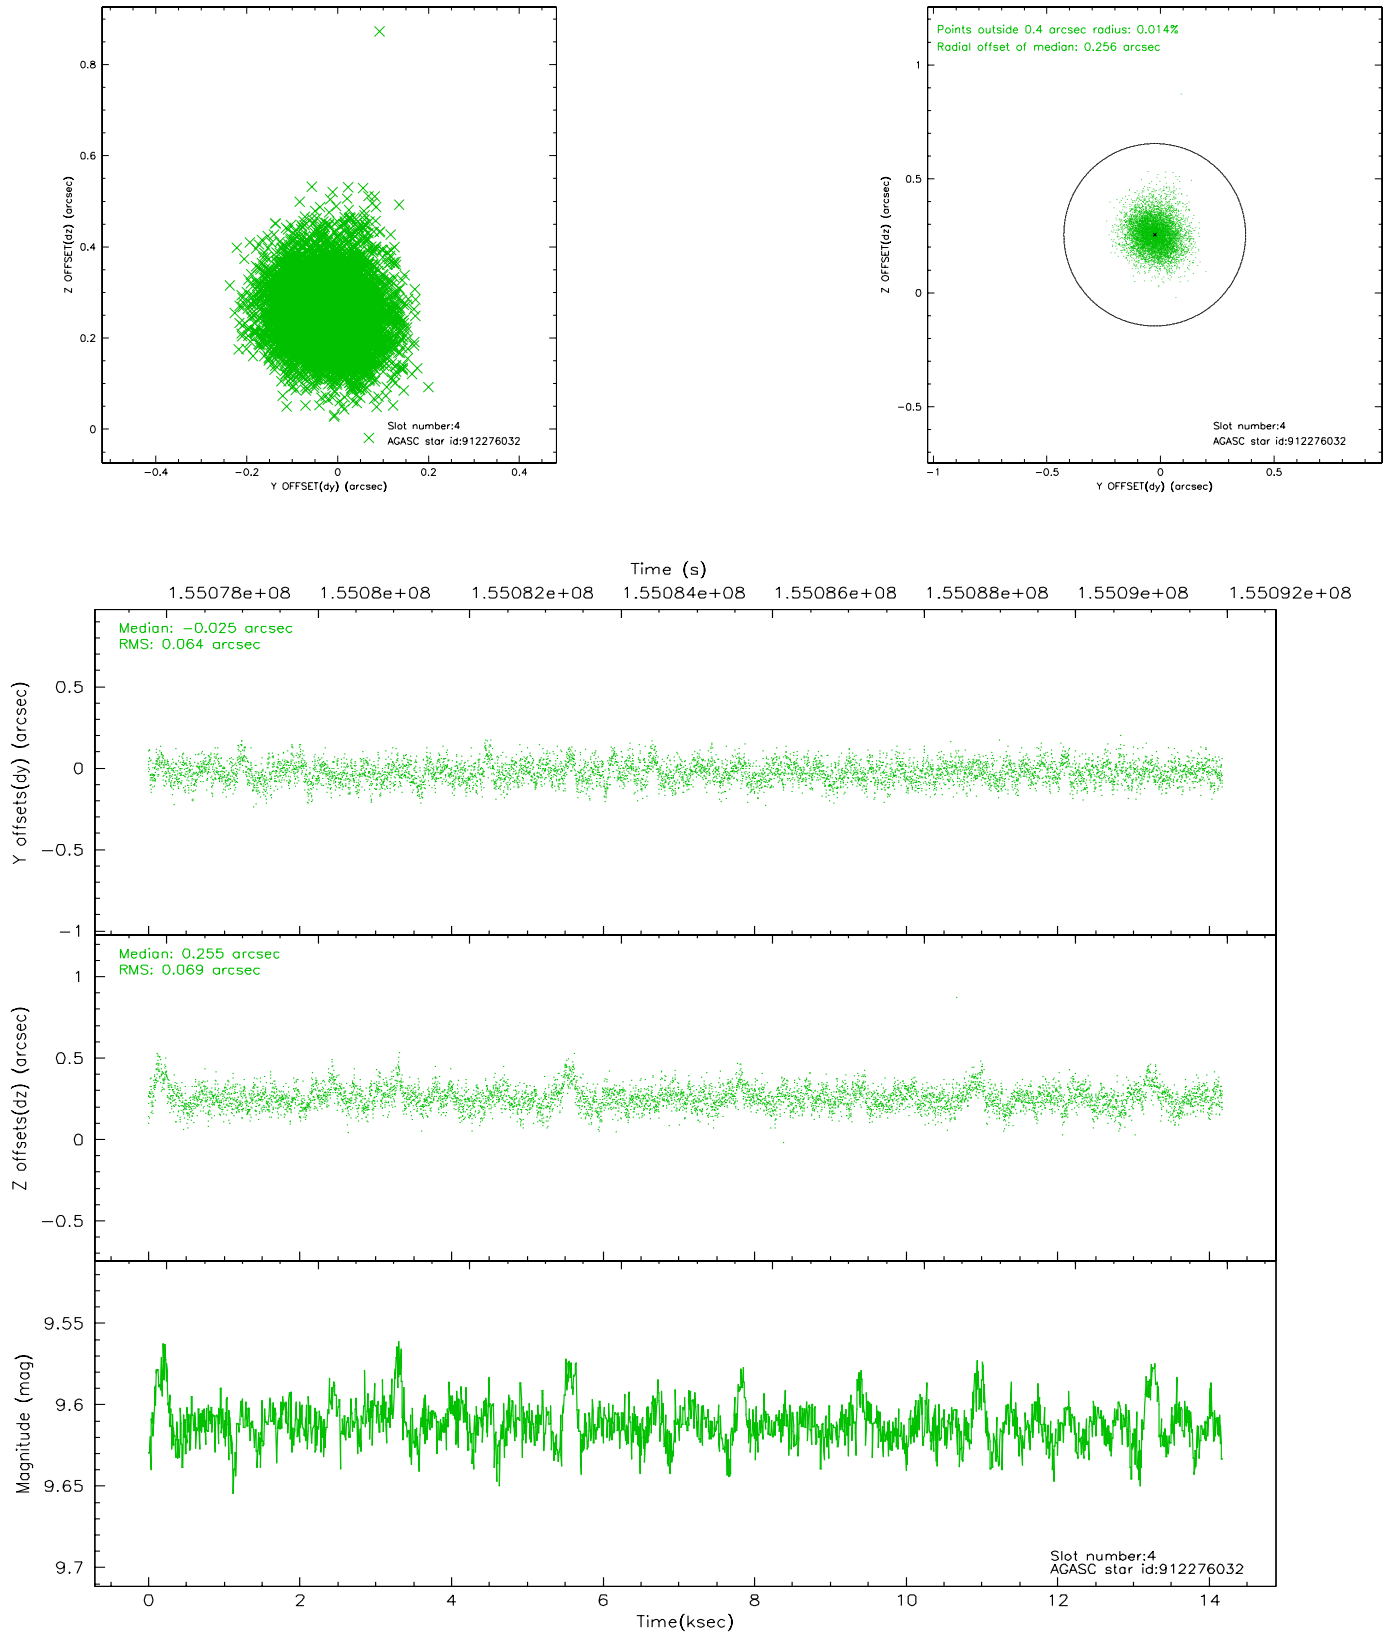 0.8
0.6
0.4
0.2
0
Z OFFSET(dz) (arcsec)
Slot number:4
AGASC star id:912276032
−0.4 −0.2 0 0.2 0.4
Y OFFSET(dy) (arcsec)
Points outside 0.4 arcsec radius: 0.014%
Radial offset of median: 0.256 arcsec
1
0.5
0
−0.5
Z OFFSET(dz) (arcsec)
Slot number:4
AGASC star id:912276032
−1 −0.5 0 0.5
Y OFFSET(dy) (arcsec)
Time (s)
1.55078e+08 1.5508e+08 1.55082e+08 1.55084e+08 1.55086e+08 1.55088e+08 1.5509e+08 1.55092e+08
Median: −0.025 arcsec
RMS: 0.064 arcsec
0.5
0
−0.5
−1
Y offsets(dy) (arcsec)
Median: 0.255 arcsec
RMS: 0.069 arcsec
1
0.5
0
−0.5
Z offsets(dz) (arcsec)
9.55
9.6
9.65
9.7
Magnitude (mag)
Slot number:4
AGASC star id:912276032
0 2 4 6 8 10 12 14
Time(ksec)